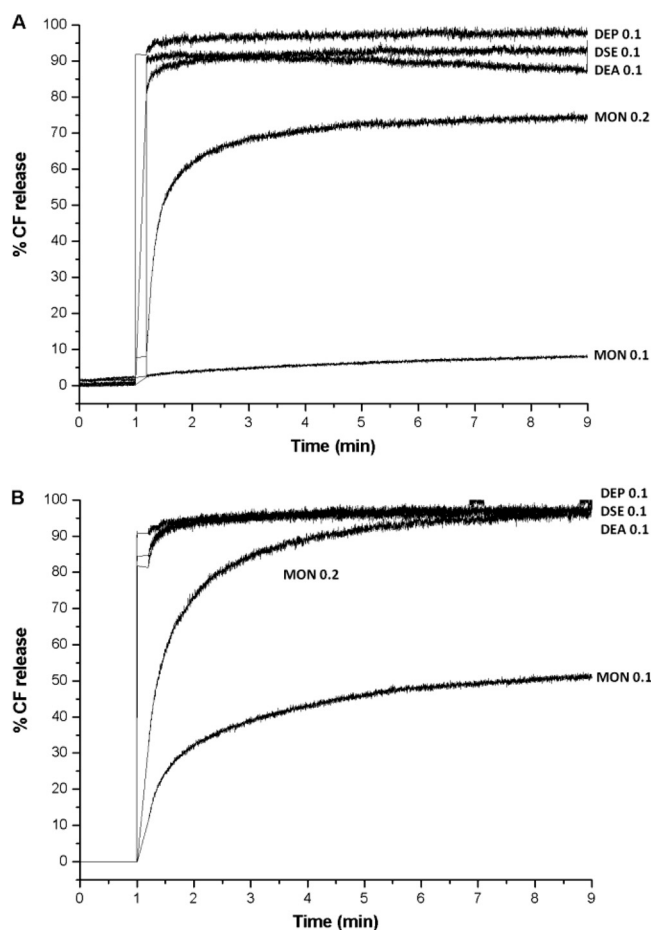 A
100
90
80
70
60
50
40
30
20
10
0
% CF release
DEP 0.1
DSE 0.1
DEA 0.1
MON 0.2
MON 0.1
0 1 2 3 4 5 6 7 8 9
Time (min)
B
100
90
80
70
60
50
40
30
20
10
0
% CF release
DEP 0.1
DSE 0.1
DEA 0.1
MON 0.2
MON 0.1
0 1 2 3 4 5 6 7 8 9
Time (min)